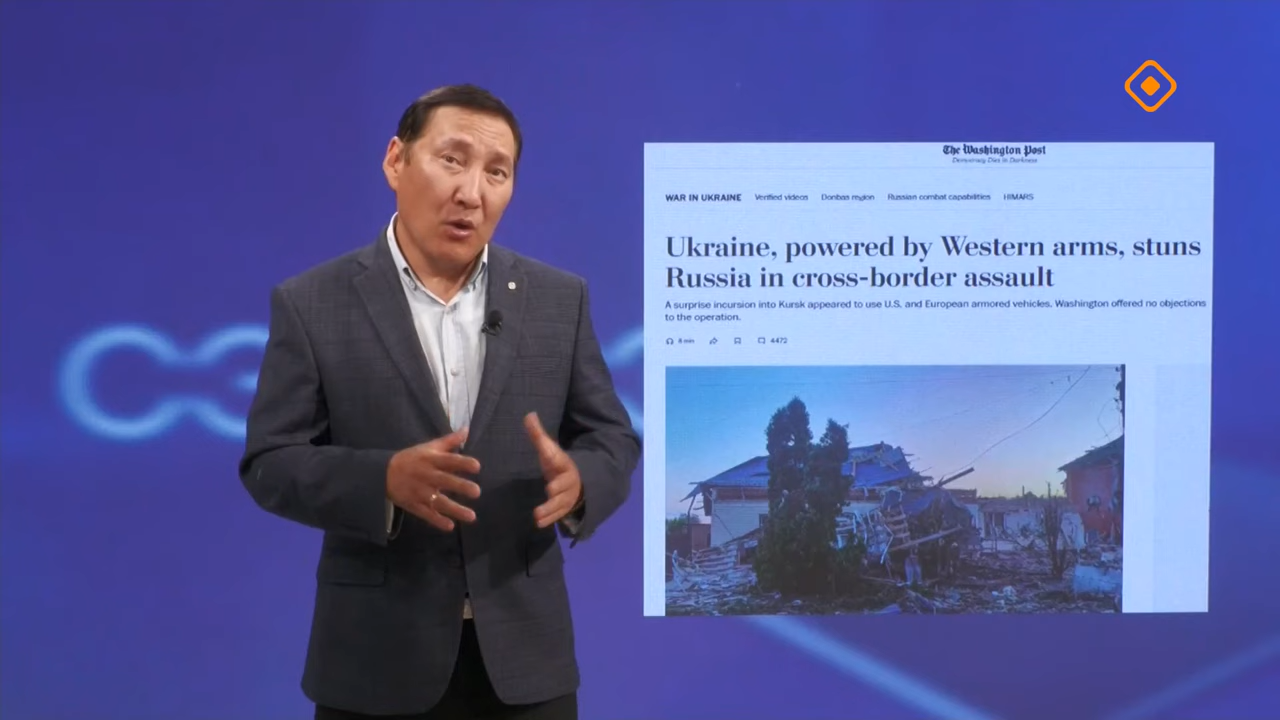 The Washington Post
Democracy Dies in Darkness
WAR IN UKRAINE Verified videos Donbas region Russian combat capabilities HIMARS
Ukraine, powered by Western arms, stuns
Russia in cross-border assault
A surprise incursion into Kursk appeared to use U.S. and European armored vehicles. Washington offered no objections
to the operation.
8 min 4472